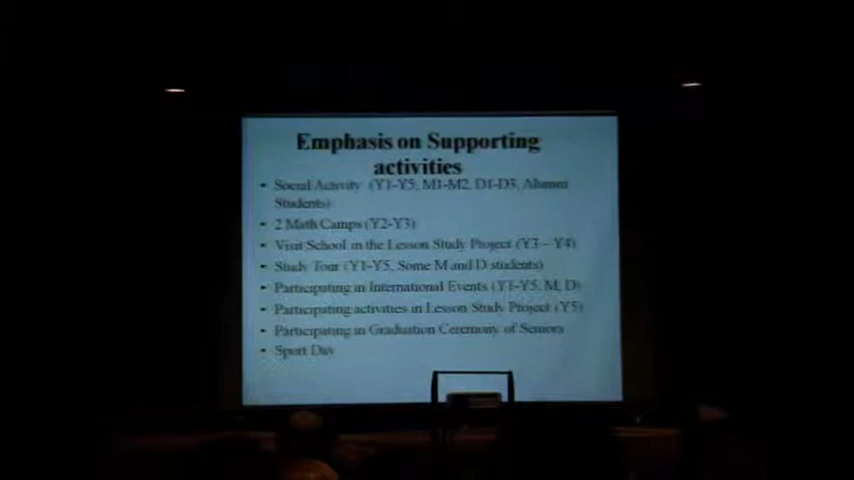 Emphasis on Supporting
activities
• Social Activity (Y1-Y5, M1-M2, D1-D3, Alumni
Students)
• 2 Math Camps (Y2-Y3)
• Visit School in the Lesson Study Project (Y3 – Y4)
• Study Tour (Y1-Y5, Some M and D students)
• Participating in International Events (Y1-Y5, M, D)
• Participating activities in Lesson Study Project (Y5)
• Participating in Graduation Ceremony of Seniors
• Sport Day